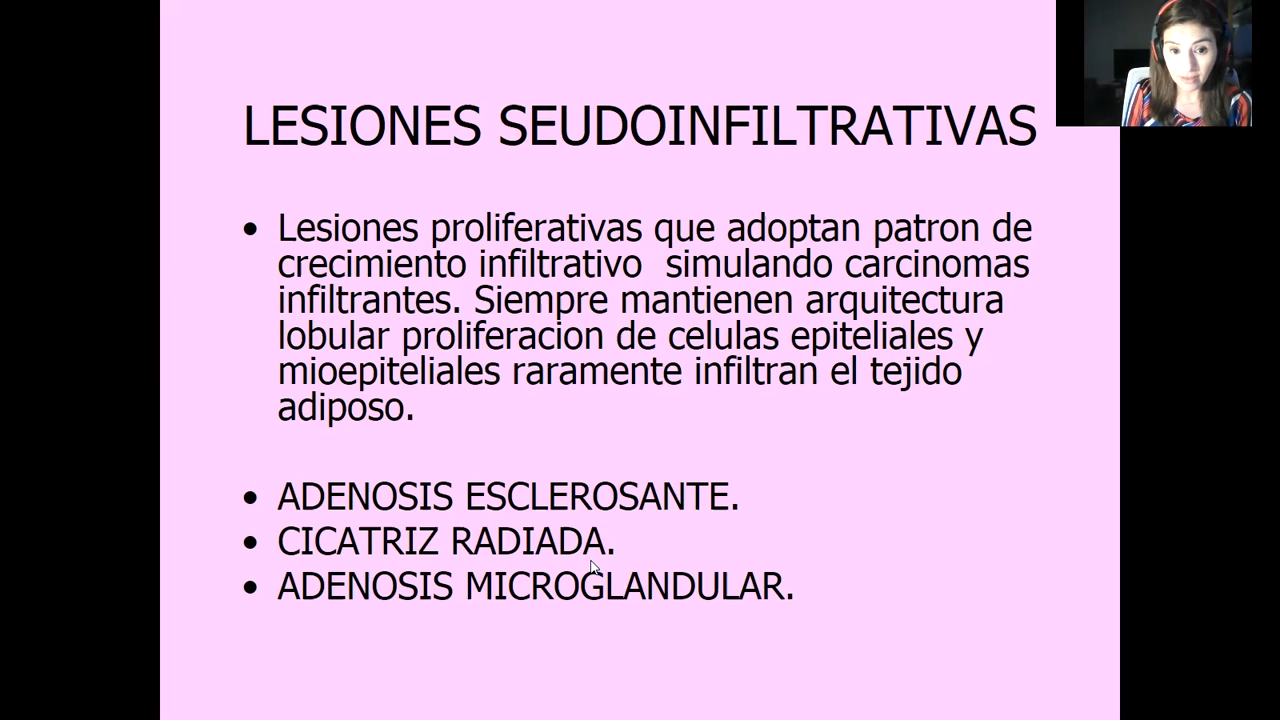 LESIONES SEUDOINFILTRATIVAS
• Lesiones proliferativas que adoptan patron de
crecimiento infiltrativo  simulando carcinomas
infiltrantes. Siempre mantienen arquitectura
lobular proliferacion de celulas epiteliales y
mioepiteliales raramente infiltran el tejido
adiposo.
• ADENOSIS ESCLEROSANTE.
• CICATRIZ RADIADA.
• ADENOSIS MICROGLANDULAR.